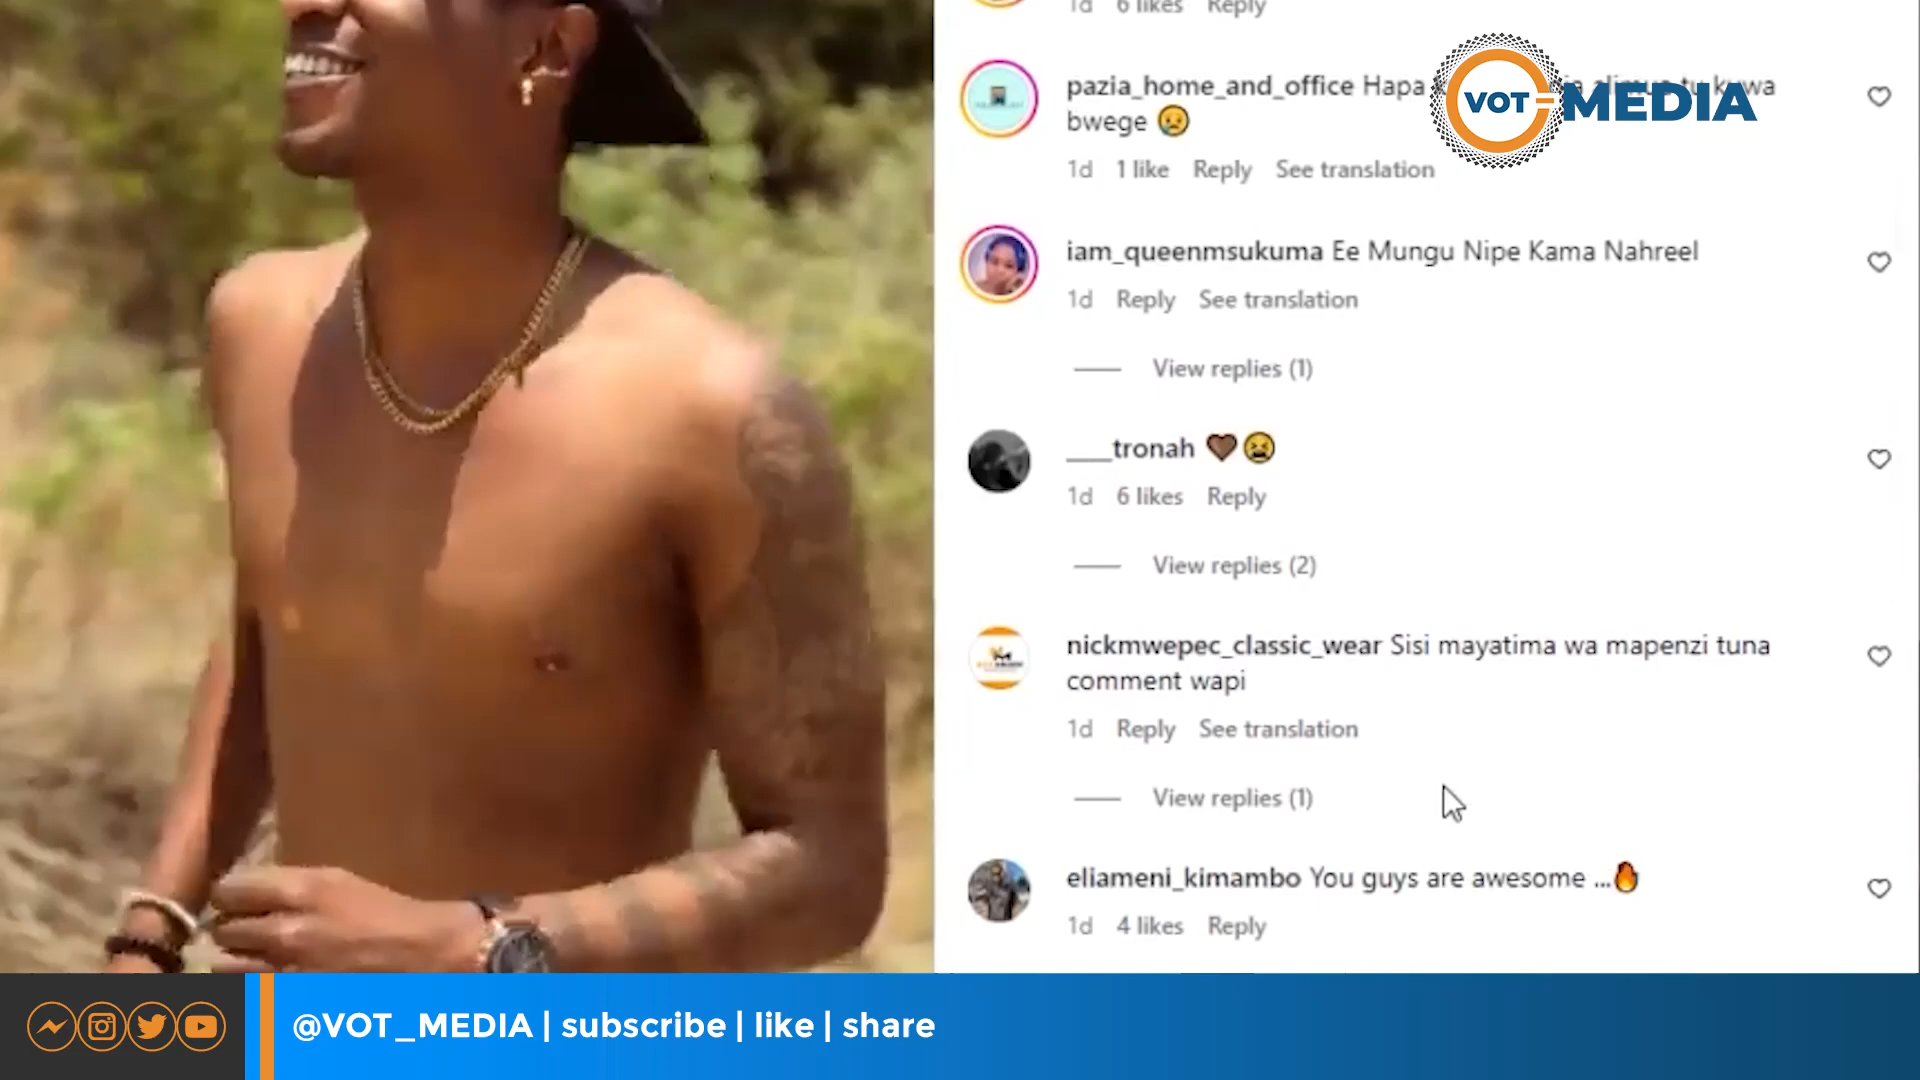 1d 6 likes Reply
pazia_home_and_office Hapa alimua tu kuwa
bwege 😢
1d 1 like Reply See translation
VOT MEDIA
iam_queenmsukuma Ee Mungu Nipe Kama Nahreel
1d Reply See translation
View replies (1)
___tronah 🤎😫
1d 6 likes Reply
View replies (2)
nickmwepec_classic_wear Sisi mayatima wa mapenzi tuna
comment wapi
1d Reply See translation
View replies (1)
eliameni_kimambo You guys are awesome ...🔥
1d 4 likes Reply
@VOT_MEDIA | subscribe | like | share